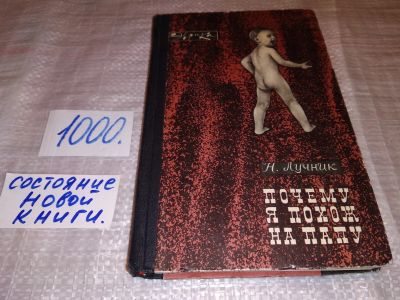 1000.
состояние
новой
книги.
Н. Лучник
ПОЧЕМУ
Я ПОХОЖ
НА ПАПУ